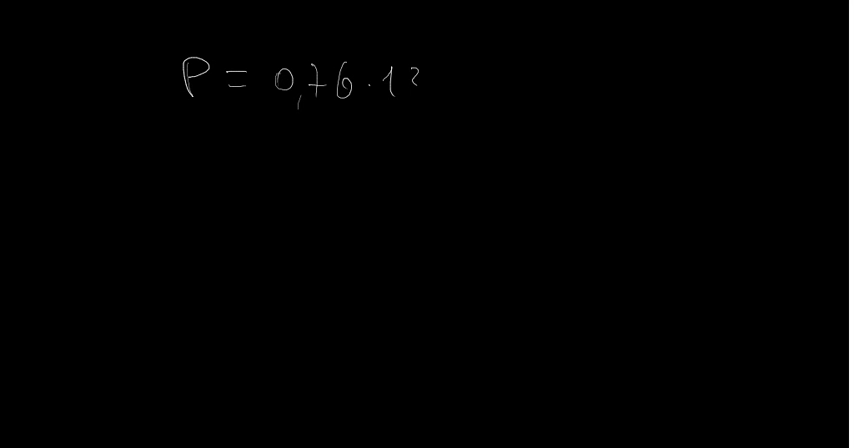 P = 0,76 . 12